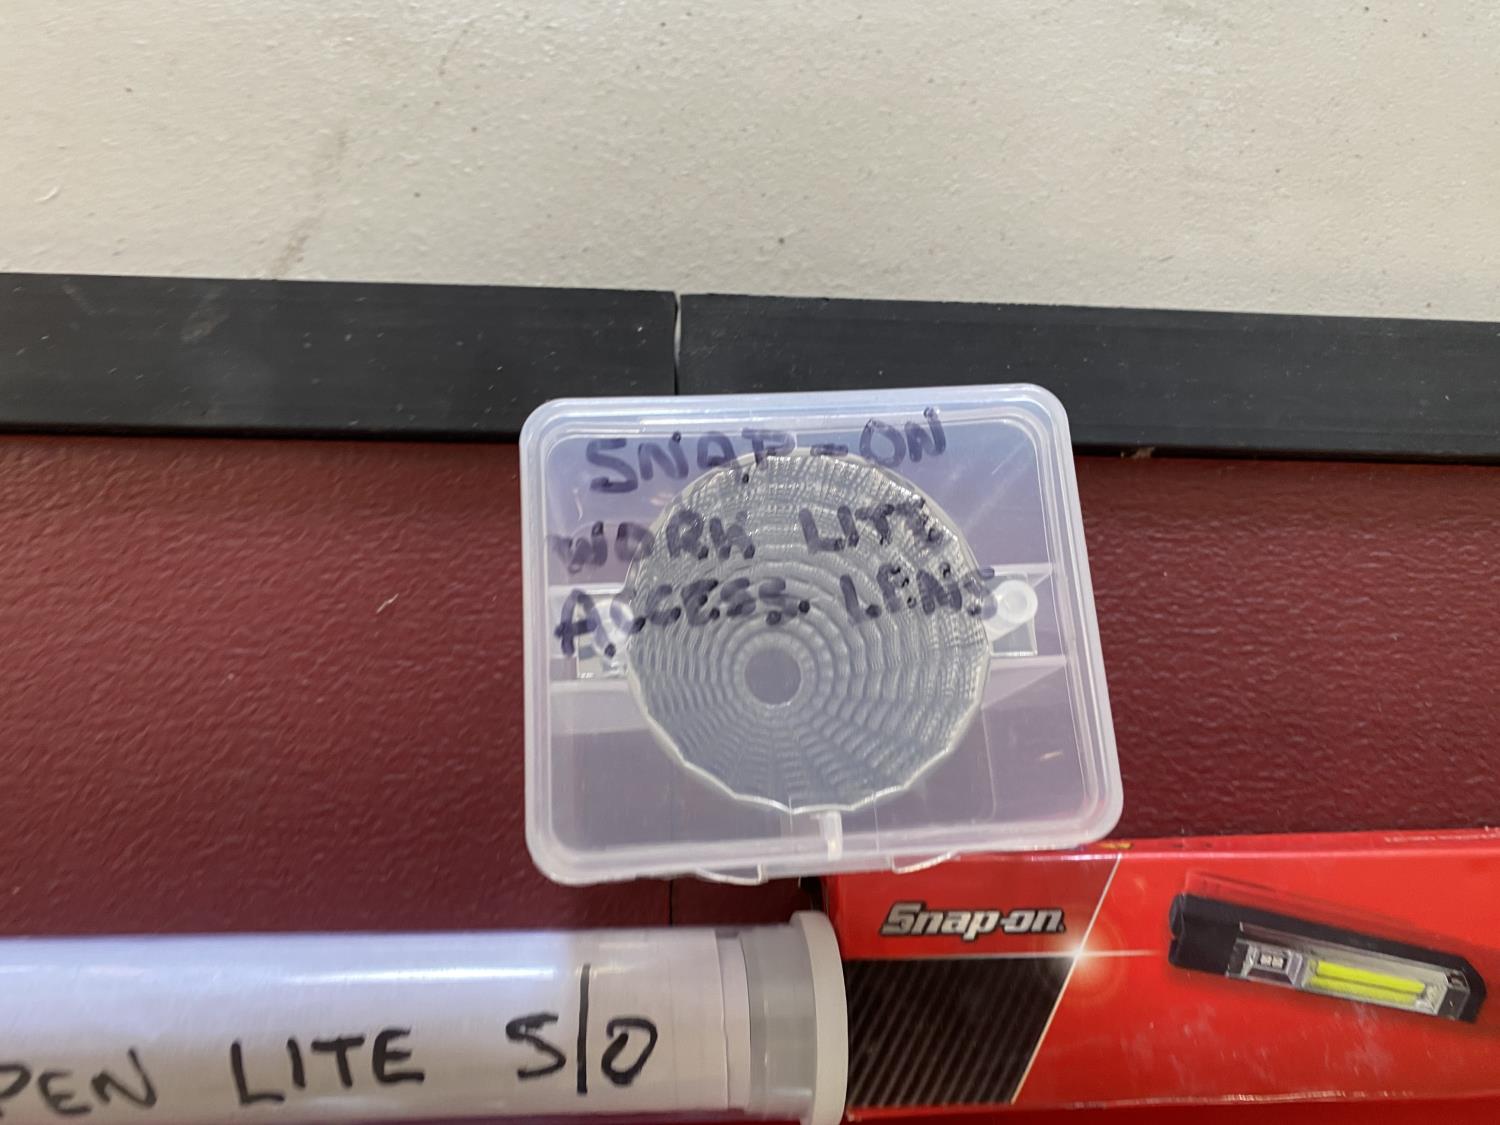 SNAP-ON
WORK LITE
ACCESS. LENS
PEN LITE S/O
Snap-on